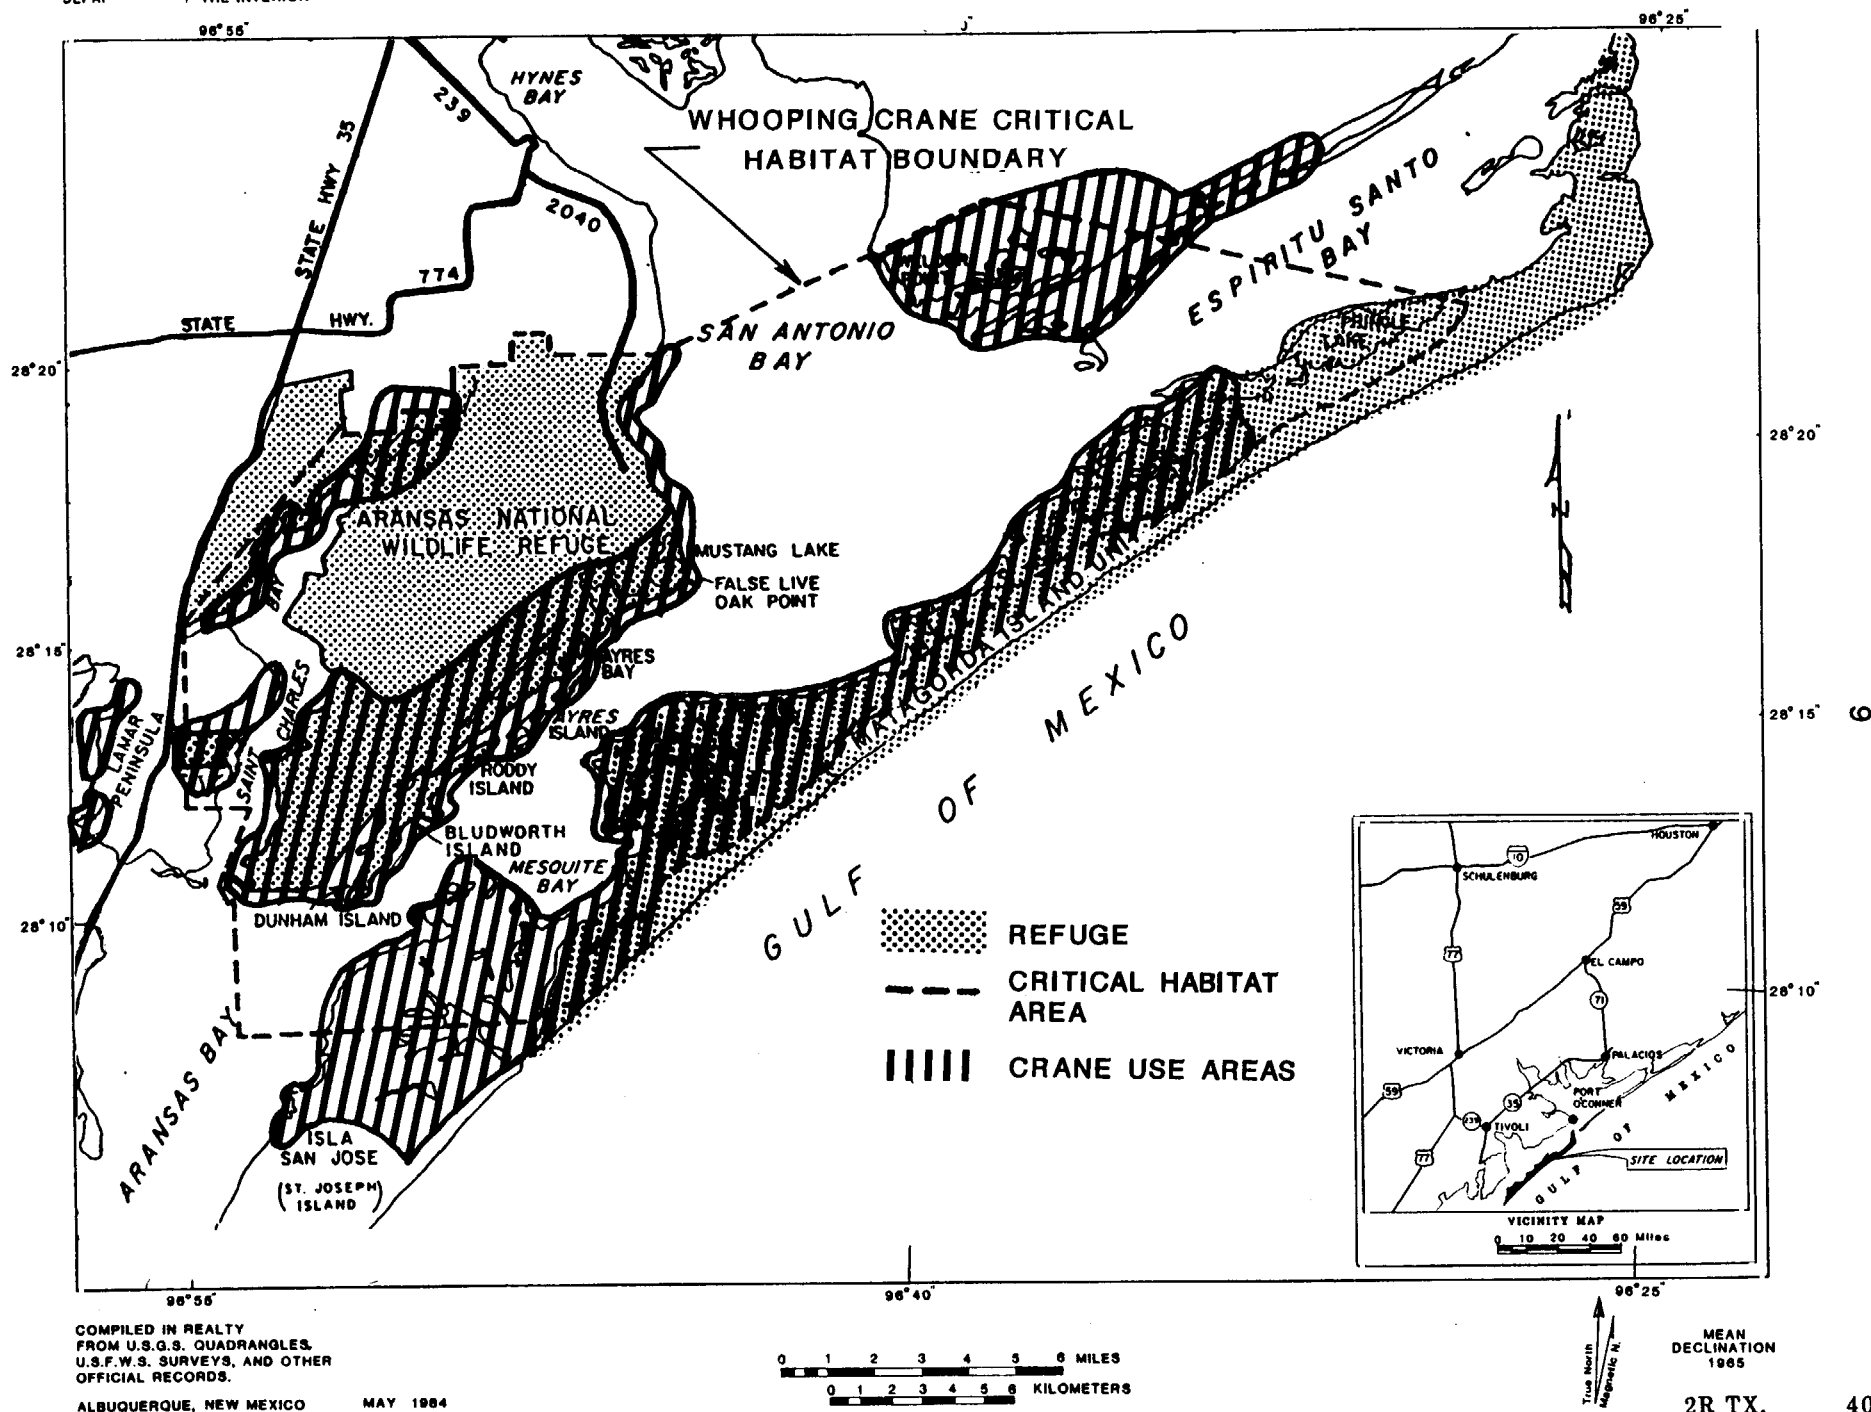 96°55"
96°25"
HYNES
BAY
239
STATE HWY 35
WHOOPING CRANE CRITICAL
HABITAT BOUNDARY
2040
774
STATE HWY.
ESPIRITU SANTO
BAY
SAN ANTONIO
BAY
PRINGLE
LAKE
28°20"
28°20"
N
ARANSAS NATIONAL
WILDLIFE REFUGE
MUSTANG LAKE
FALSE LIVE
OAK POINT
MATAGORDA ISLAND UNIT
28°15"
28°15"
AYRES
BAY
AYRES
ISLAND
SAINT CHARLES BAY
LAMAR
PENINSULA
RODDY
ISLAND
BLUDWORTH
ISLAND
MESQUITE
BAY
GULF OF MEXICO
DUNHAM ISLAND
28°10"
28°10"
ARANSAS BAY
ISLA
SAN JOSE
(ST. JOSEPH
ISLAND)
REFUGE
CRITICAL HABITAT
AREA
CRANE USE AREAS
HOUSTON
10
SCHULENBURG
59
77
EL CAMPO
71
VICTORIA
PALACIOS
59
PORT
O'CONNER
35
239
TIVOLI
77
GULF OF MEXICO
SITE LOCATION
VICINITY MAP
0 10 20 40 60 Miles
96°55"
96°40"
96°25"
COMPILED IN REALTY
FROM U.S.G.S. QUADRANGLES,
U.S.F.W.S. SURVEYS, AND OTHER
OFFICIAL RECORDS.
ALBUQUERQUE, NEW MEXICO MAY 1984
0 1 2 3 4 5 6 MILES
0 1 2 3 4 5 6 KILOMETERS
True North
Magnetic N.
MEAN
DECLINATION
1965
2R TX. 40
9